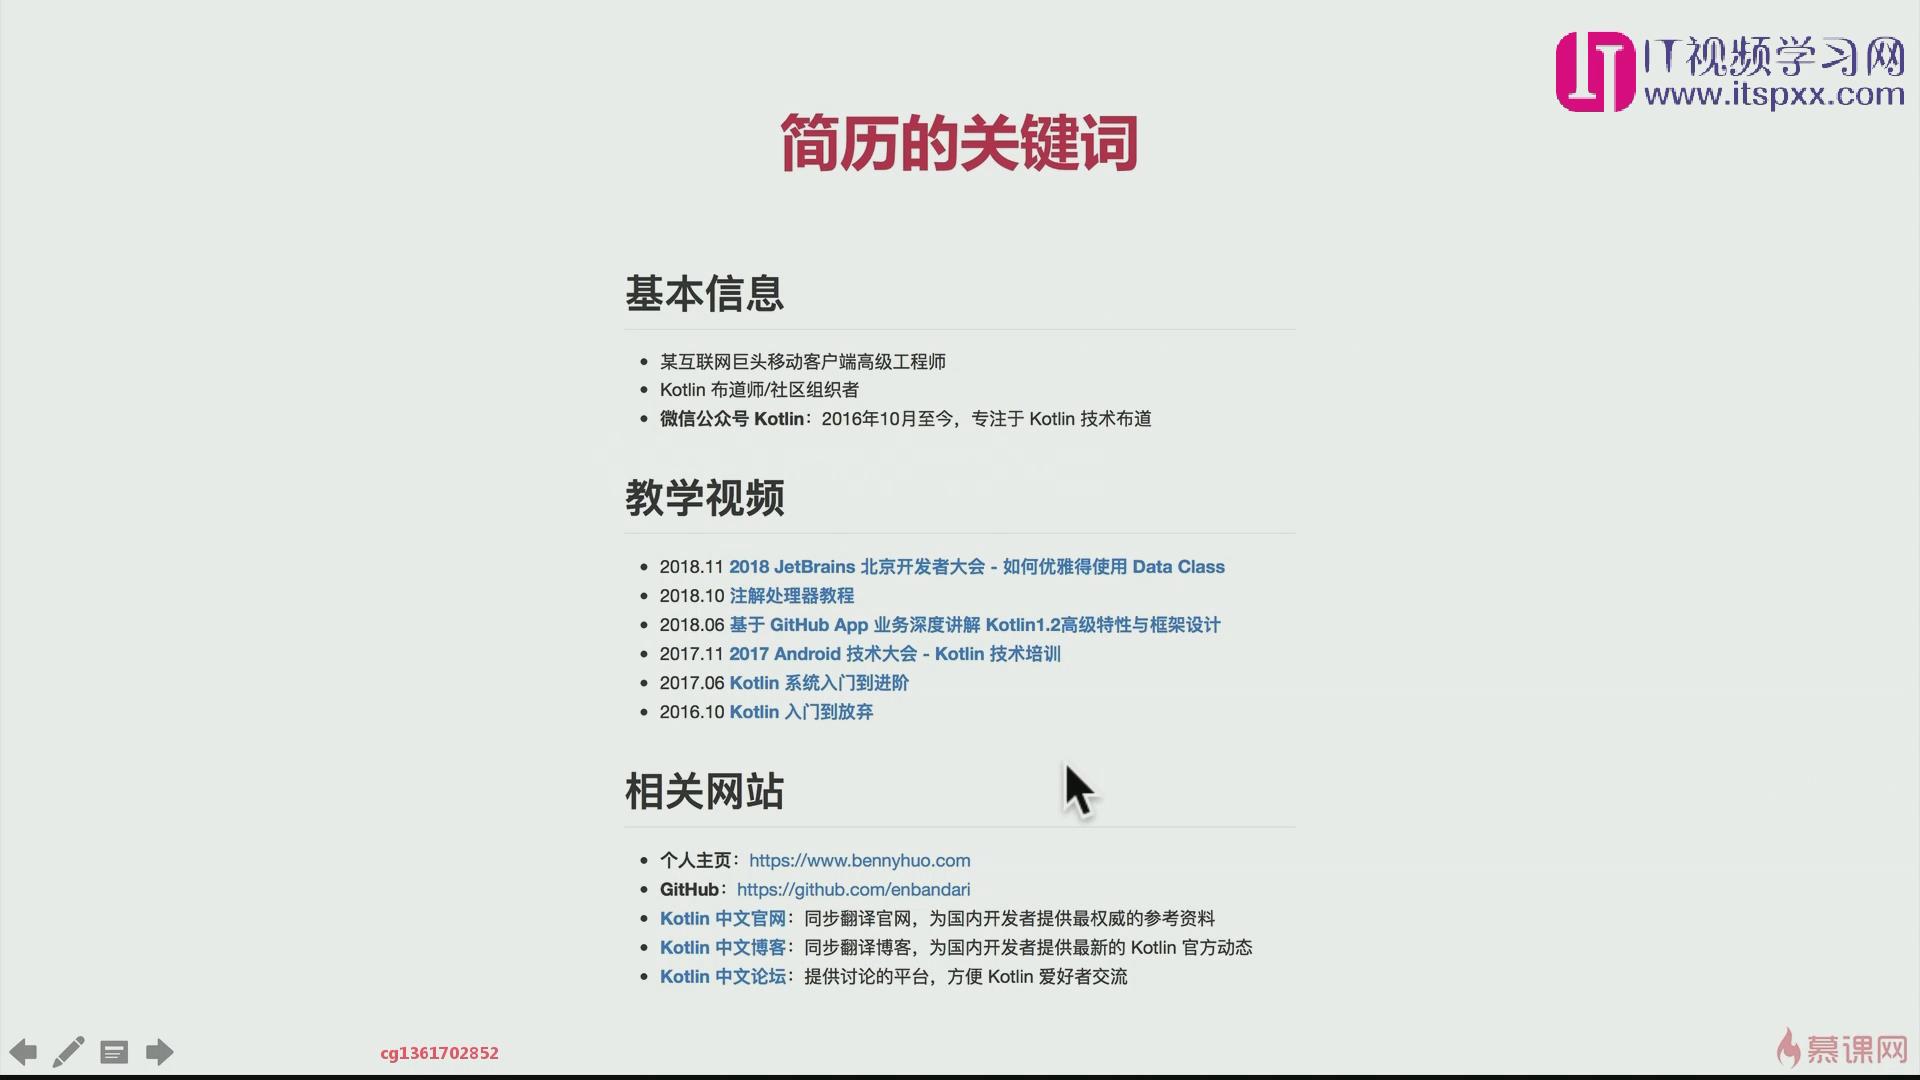 IT视频学习网
www.itspxx.com
简历的关键词
基本信息
某互联网巨头移动客户端高级工程师
Kotlin 布道师/社区组织者
微信公众号 Kotlin：2016年10月至今，专注于 Kotlin 技术布道
教学视频
2018.11 2018 JetBrains 北京开发者大会 - 如何优雅得使用 Data Class
2018.10 注解处理器教程
2018.06 基于 GitHub App 业务深度讲解 Kotlin1.2高级特性与框架设计
2017.11 2017 Android 技术大会 - Kotlin 技术培训
2017.06 Kotlin 系统入门到进阶
2016.10 Kotlin 入门到放弃
相关网站
个人主页：https://www.bennyhuo.com
GitHub：https://github.com/enbandari
Kotlin 中文官网：同步翻译官网，为国内开发者提供最权威的参考资料
Kotlin 中文博客：同步翻译博客，为国内开发者提供最新的 Kotlin 官方动态
Kotlin 中文论坛：提供讨论的平台，方便 Kotlin 爱好者交流
cg1361702852
慕课网